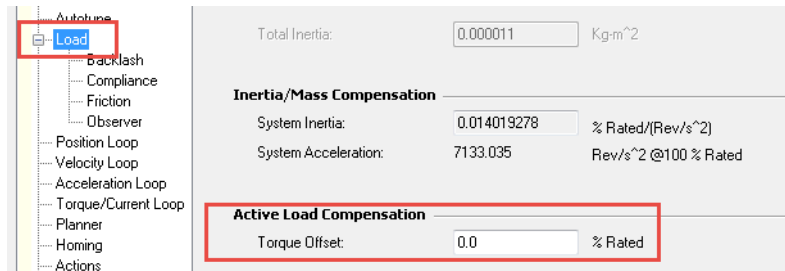 Autotune
Load
Backlash
Compliance
Friction
Observer
Position Loop
Velocity Loop
Acceleration Loop
Torque/Current Loop
Planner
Homing
Actions
Total Inertia: 0.000011 Kg-m^2
Inertia/Mass Compensation
System Inertia: 0.014019278 % Rated/(Rev/s^2)
System Acceleration: 7133.035 Rev/s^2 @100 % Rated
Active Load Compensation
Torque Offset: 0.0 % Rated